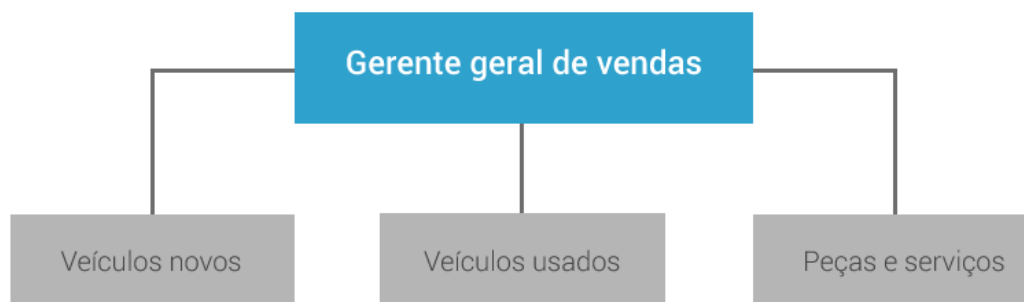 Gerente geral de vendas
Veículos novos
Veículos usados
Peças e serviços